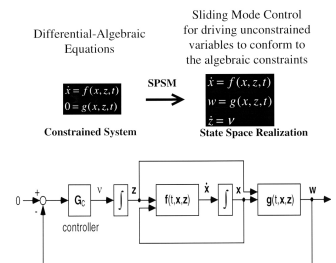 Differential-Algebraic
Equations
ẋ = f(x,z,t)
0 = g(x,z,t)
Constrained System
SPSM
Sliding Mode Control
for driving unconstrained
variables to conform to
the algebraic constraints
ẋ = f(x,z,t)
w = g(x,z,t)
ż = ν
State Space Realization
0
+
-
G_C
controller
ν
∫
z
f(t,x,z)
ẋ
∫
x
g(t,x,z)
w